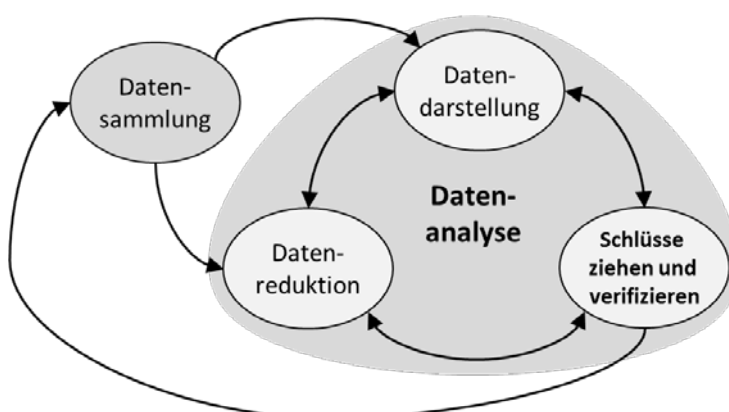 Daten-
sammlung
Daten-
darstellung
Daten-
analyse
Daten-
reduktion
Schlüsse
ziehen und
verifizieren